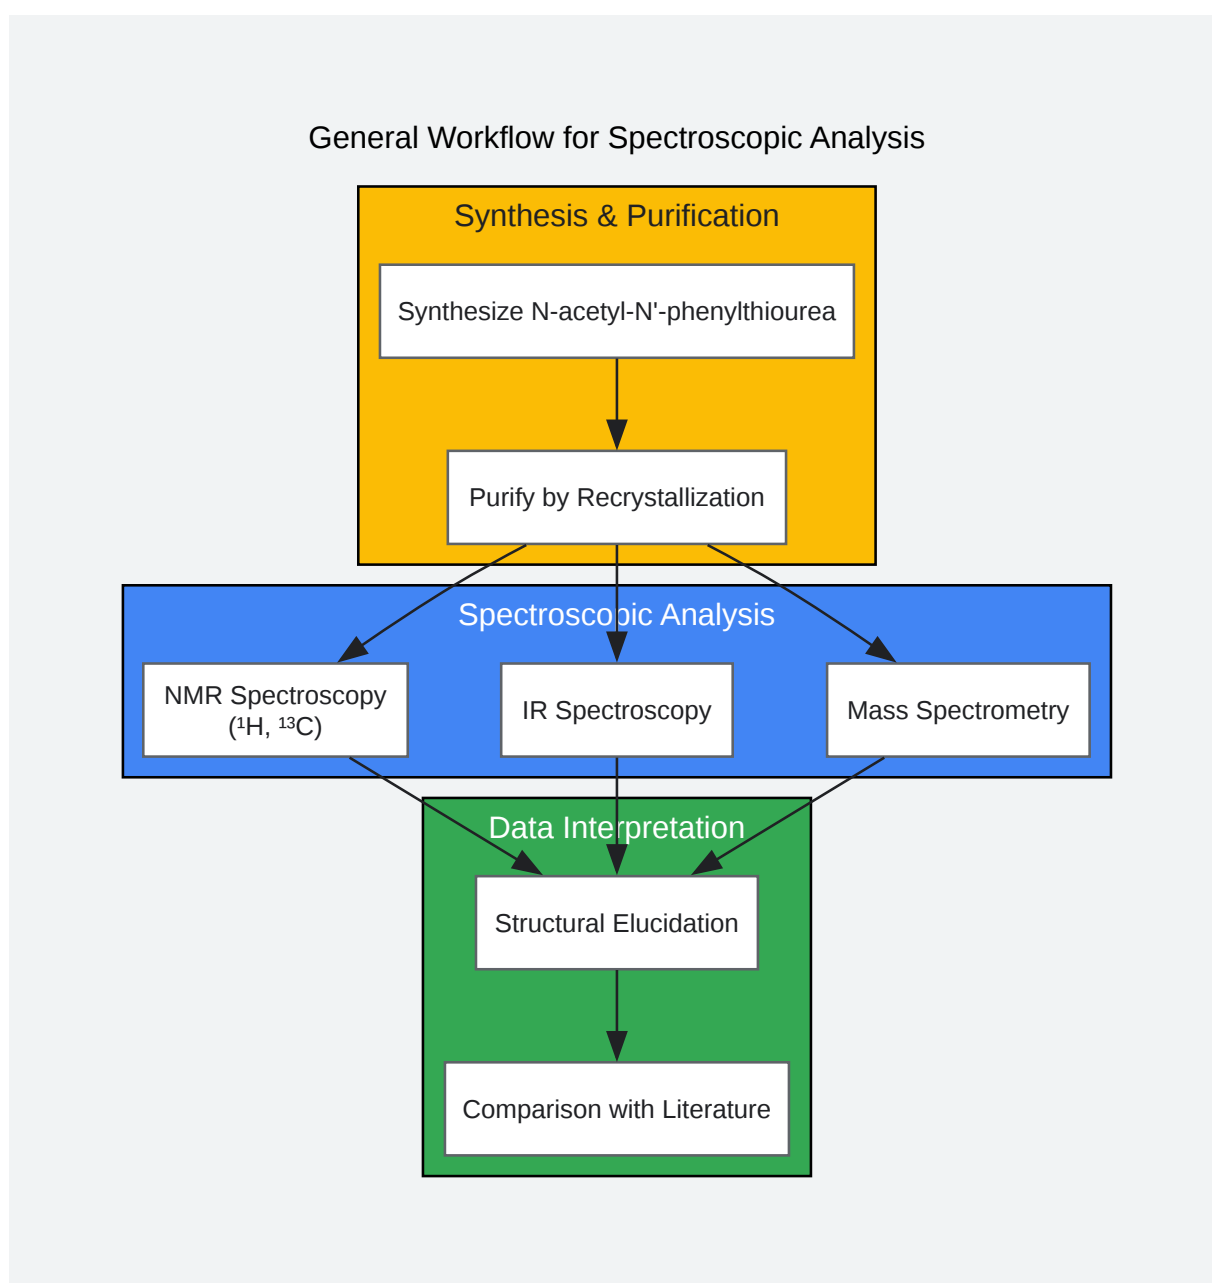 General Workflow for Spectroscopic Analysis
Synthesis & Purification
Synthesize N-acetyl-N'-phenylthiourea
Purify by Recrystallization
Spectroscopic Analysis
NMR Spectroscopy
(¹H, ¹³C)
IR Spectroscopy
Mass Spectrometry
Data Interpretation
Structural Elucidation
Comparison with Literature